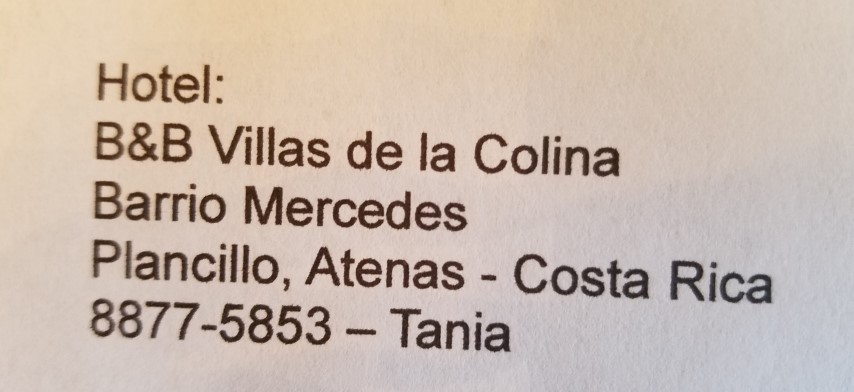 Hotel:
B&B Villas de la Colina
Barrio Mercedes
Plancillo, Atenas - Costa Rica
8877-5853 – Tania